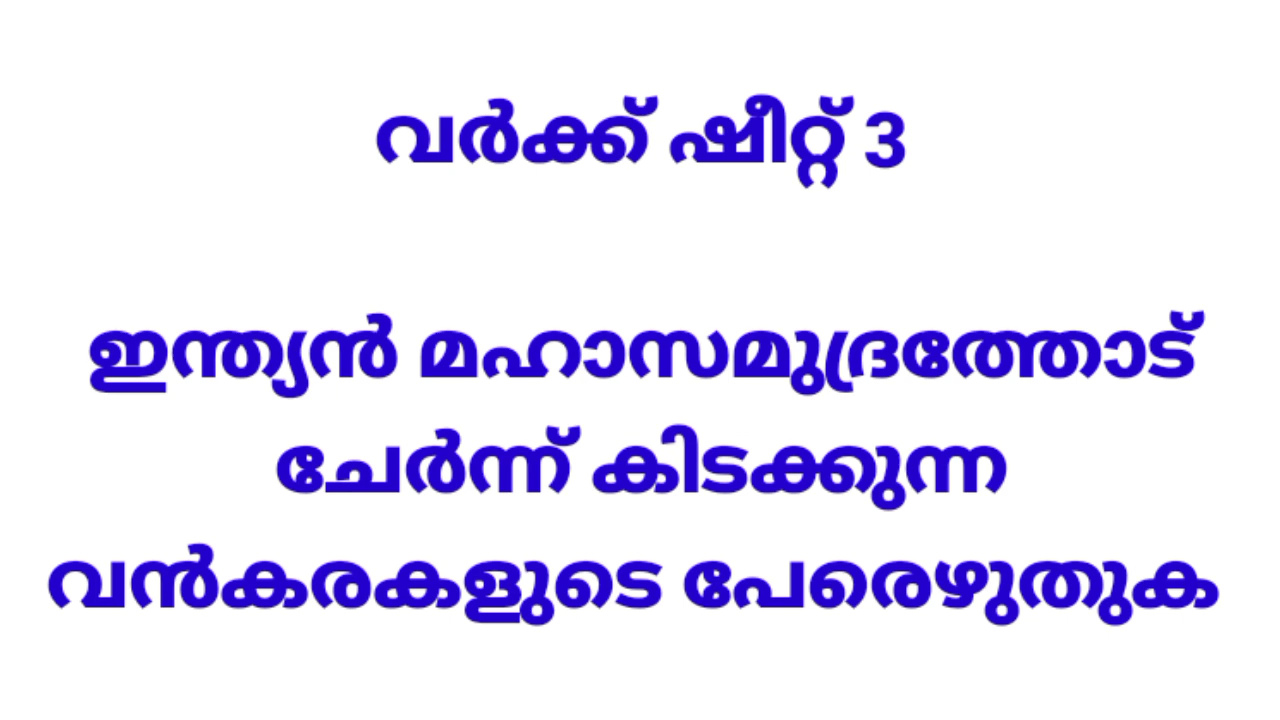 വർക്ക് ഷീറ്റ് 3
ഇന്ത്യൻ മഹാസമുദ്രത്തോട്
ചേർന്ന് കിടക്കുന്ന
വൻകരകളുടെ പേരെഴുതുക